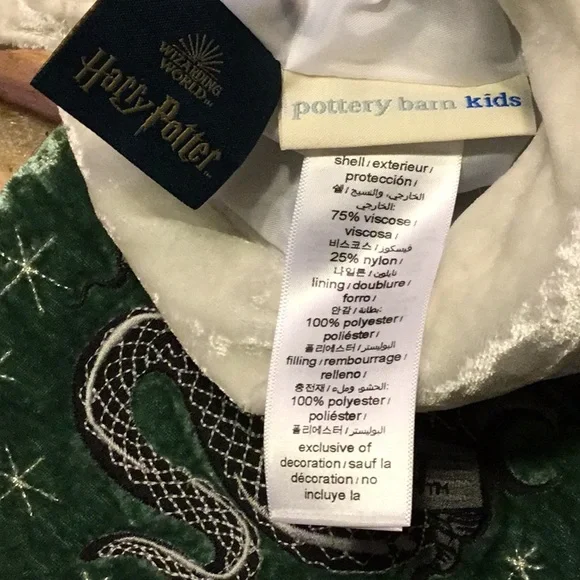 WIZARDING
WORLD
Harry Potter
pottery barn kids
shell / exterieur /
protección /
쉘 / الخارجي، والنسيج
الخارجي:
75% viscose /
viscosa /
비스코스 / فيسكوز
25% nylon /
나일론 / نايلون
lining / doublure /
forro /
안감 / بطانة:
100% polyester /
poliéster /
폴리에스터 / البوليستر
filling / rembourrage /
relleno /
충전재 / الحشو وملء:
100% polyester /
poliéster /
폴리에스터 / البوليستر
exclusive of
decoration / sauf la
décoration / no
incluye la